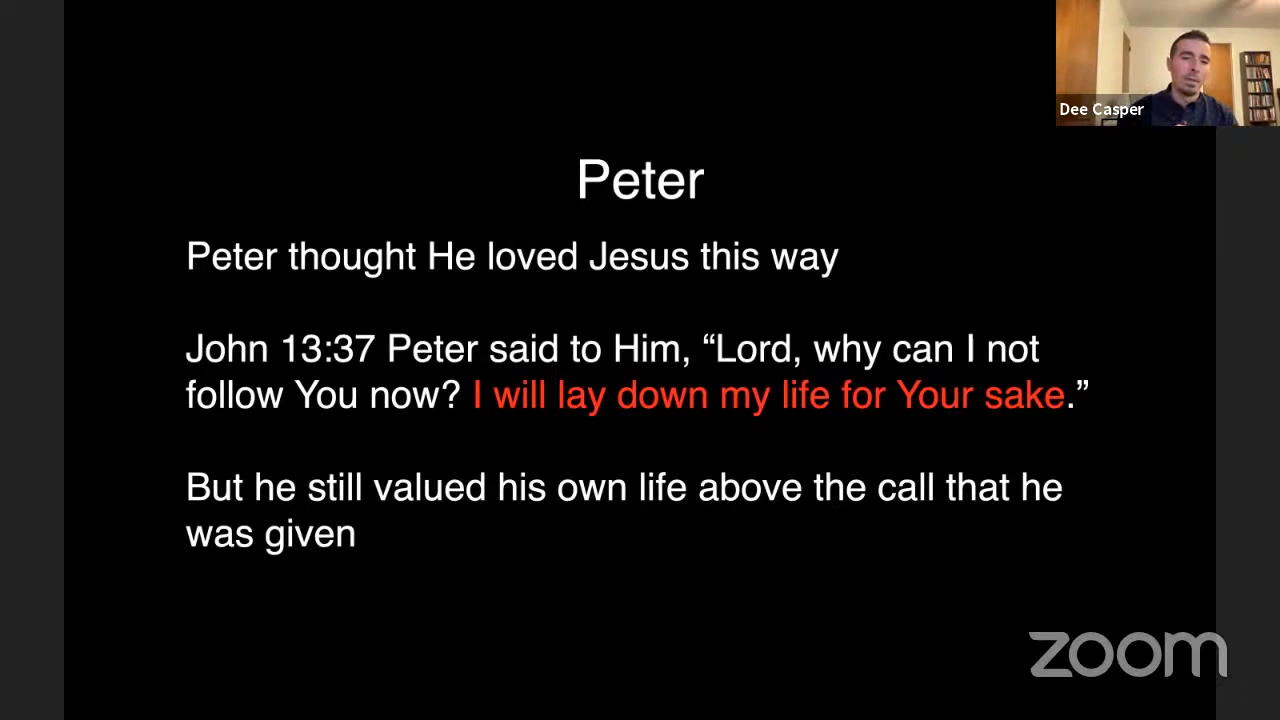 Dee Casper
Peter
Peter thought He loved Jesus this way
John 13:37 Peter said to Him, “Lord, why can I not
follow You now? I will lay down my life for Your sake.”
But he still valued his own life above the call that he
was given
zoom